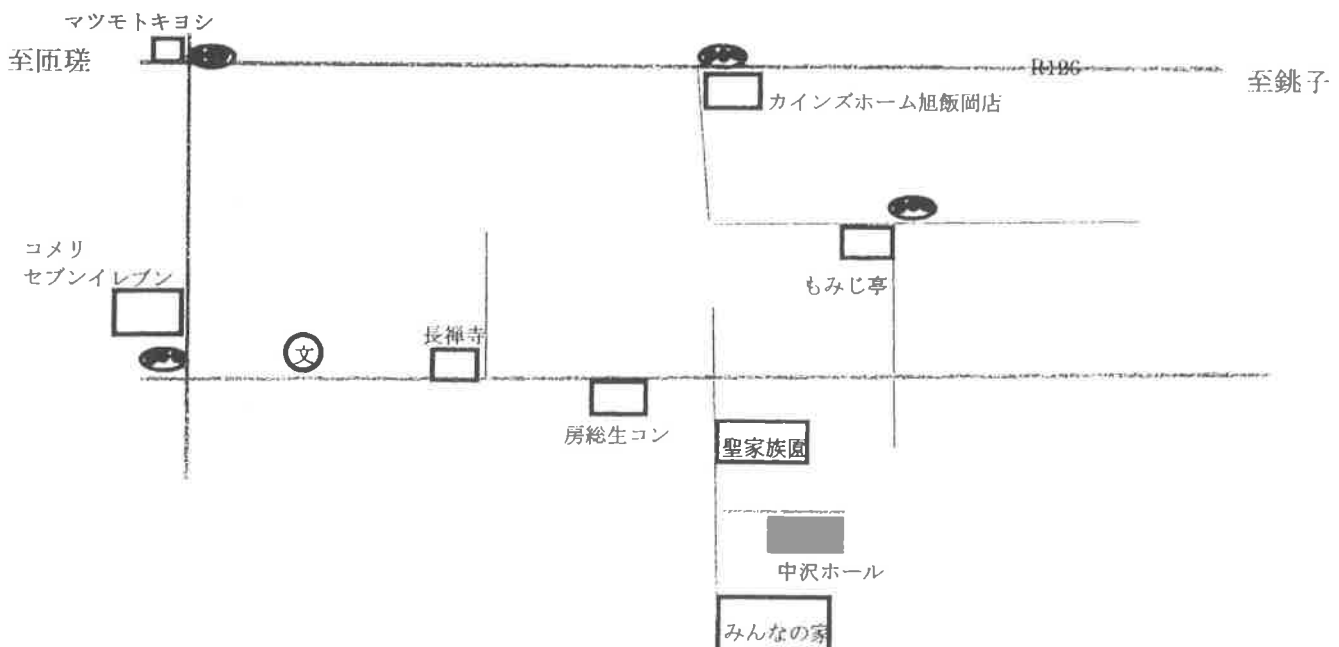 マツモトキヨシ
至匝瑳
R126
至銚子
カインズホーム旭飯岡店
コメリ
セブンイレブン
もみじ亭
文
長禅寺
房総生コン
聖家族園
中沢ホール
みんなの家